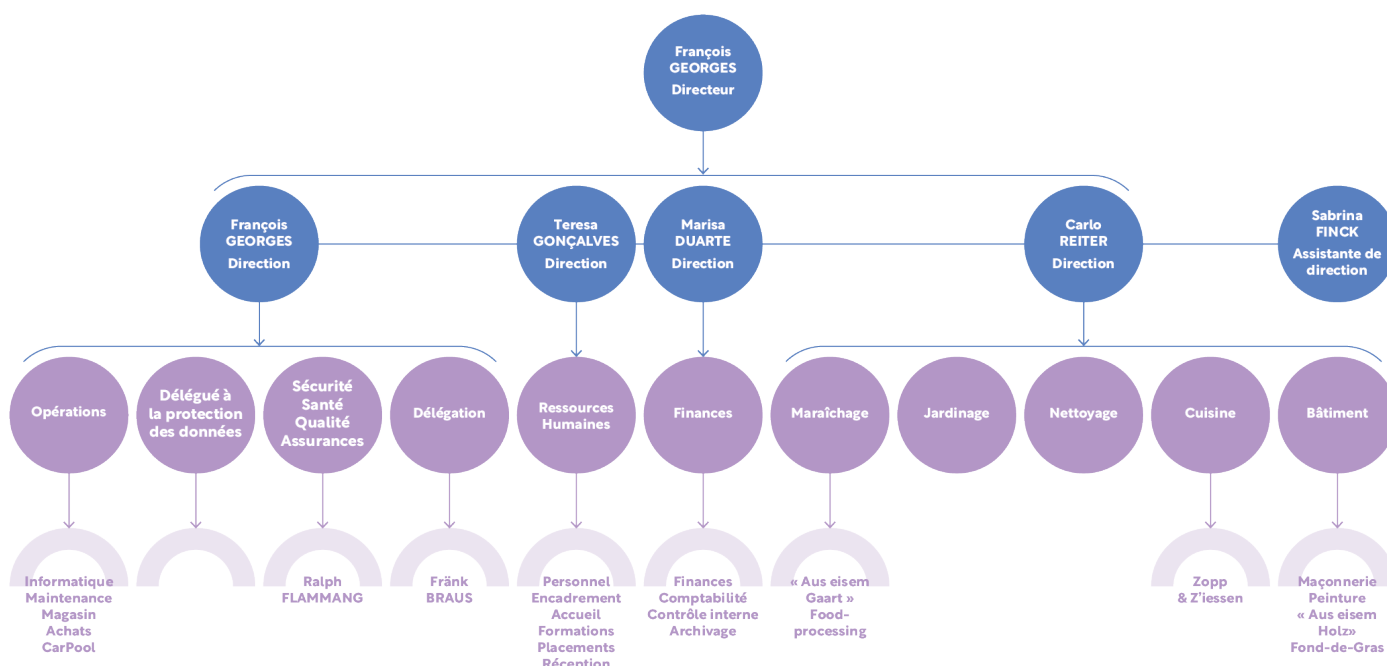 François
GEORGES
Directeur
François
GEORGES
Direction
Teresa
GONÇALVES
Direction
Marisa
DUARTE
Direction
Carlo
REITER
Direction
Sabrina
FINCK
Assistante de
direction
Opérations
Délégué à
la protection
des données
Sécurité
Santé
Qualité
Assurances
Délégation
Ressources
Humaines
Finances
Maraîchage
Jardinage
Nettoyage
Cuisine
Bâtiment
Informatique
Maintenance
Magasin
Achats
CarPool
Ralph
FLAMMANG
Fränk
BRAUS
Personnel
Encadrement
Accueil
Formations
Placements
Réception
Finances
Comptabilité
Contrôle interne
Archivage
« Aus eisem
Gaart »
Food-
processing
Zopp
& Z'iessen
Maçonnerie
Peinture
« Aus eisem
Holz»
Fond-de-Gras